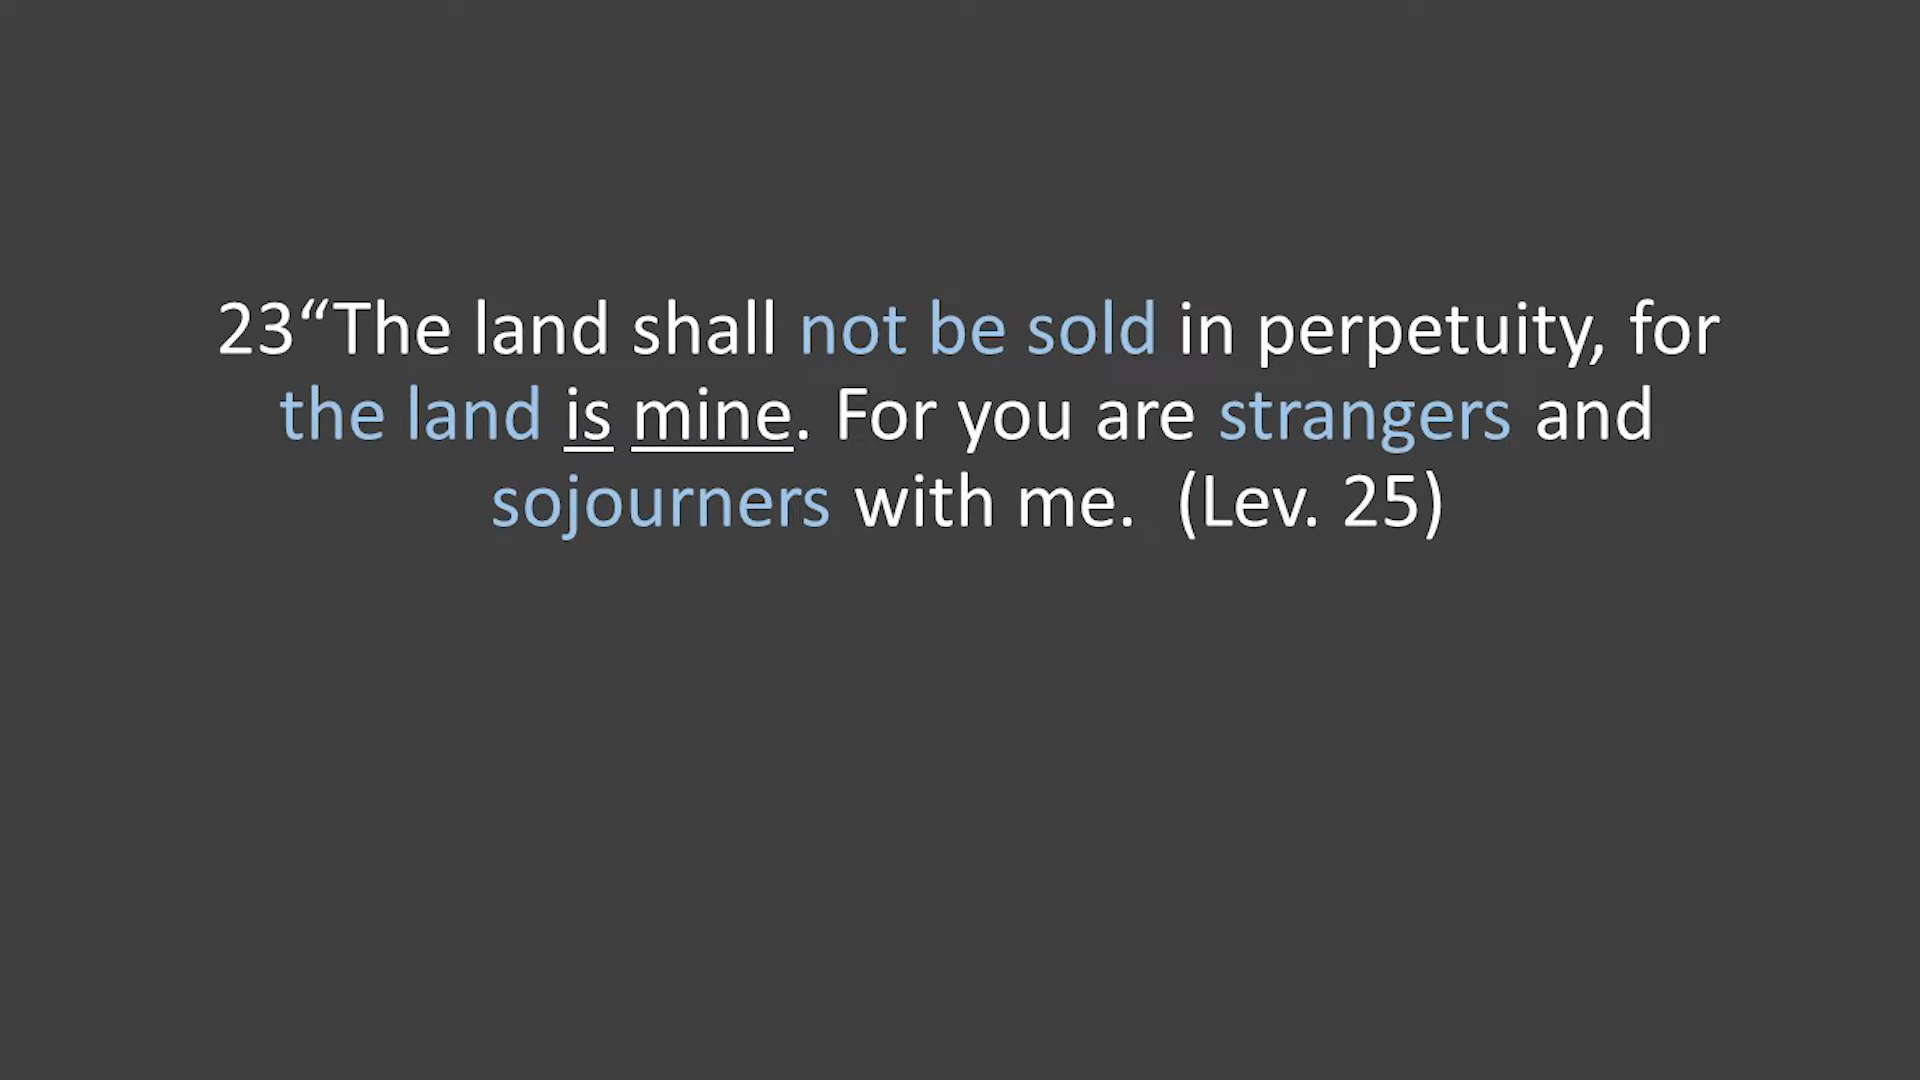 23“The land shall not be sold in perpetuity, for
the land is mine. For you are strangers and
sojourners with me.  (Lev. 25)